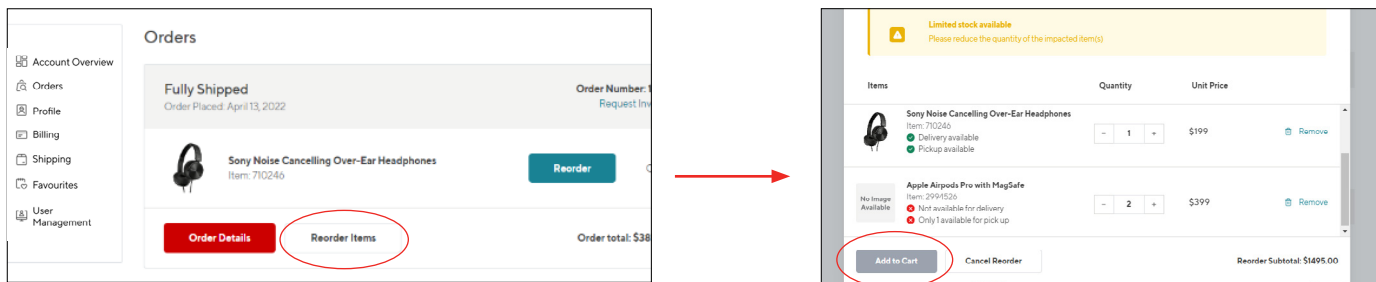 Orders
Account Overview
Orders
Profile
Billing
Shipping
Favourites
User
Management
Fully Shipped
Order Placed: April 13, 2022
Order Number: 1
Request Inv
Sony Noise Cancelling Over-Ear Headphones
Item: 710246
Reorder
Order Details
Reorder Items
Order total: $38
Limited stock available
Please reduce the quantity of the impacted item(s)
Items Quantity Unit Price
Sony Noise Cancelling Over-Ear Headphones
Item: 710246
Delivery available
Pickup available
- 1 + $199 Remove
No Image
Available
Apple Airpods Pro with MagSafe
Item: 2994526
Not available for delivery
Only 1 available for pick up
- 2 + $399 Remove
Add to Cart Cancel Reorder Reorder Subtotal: $1495.00